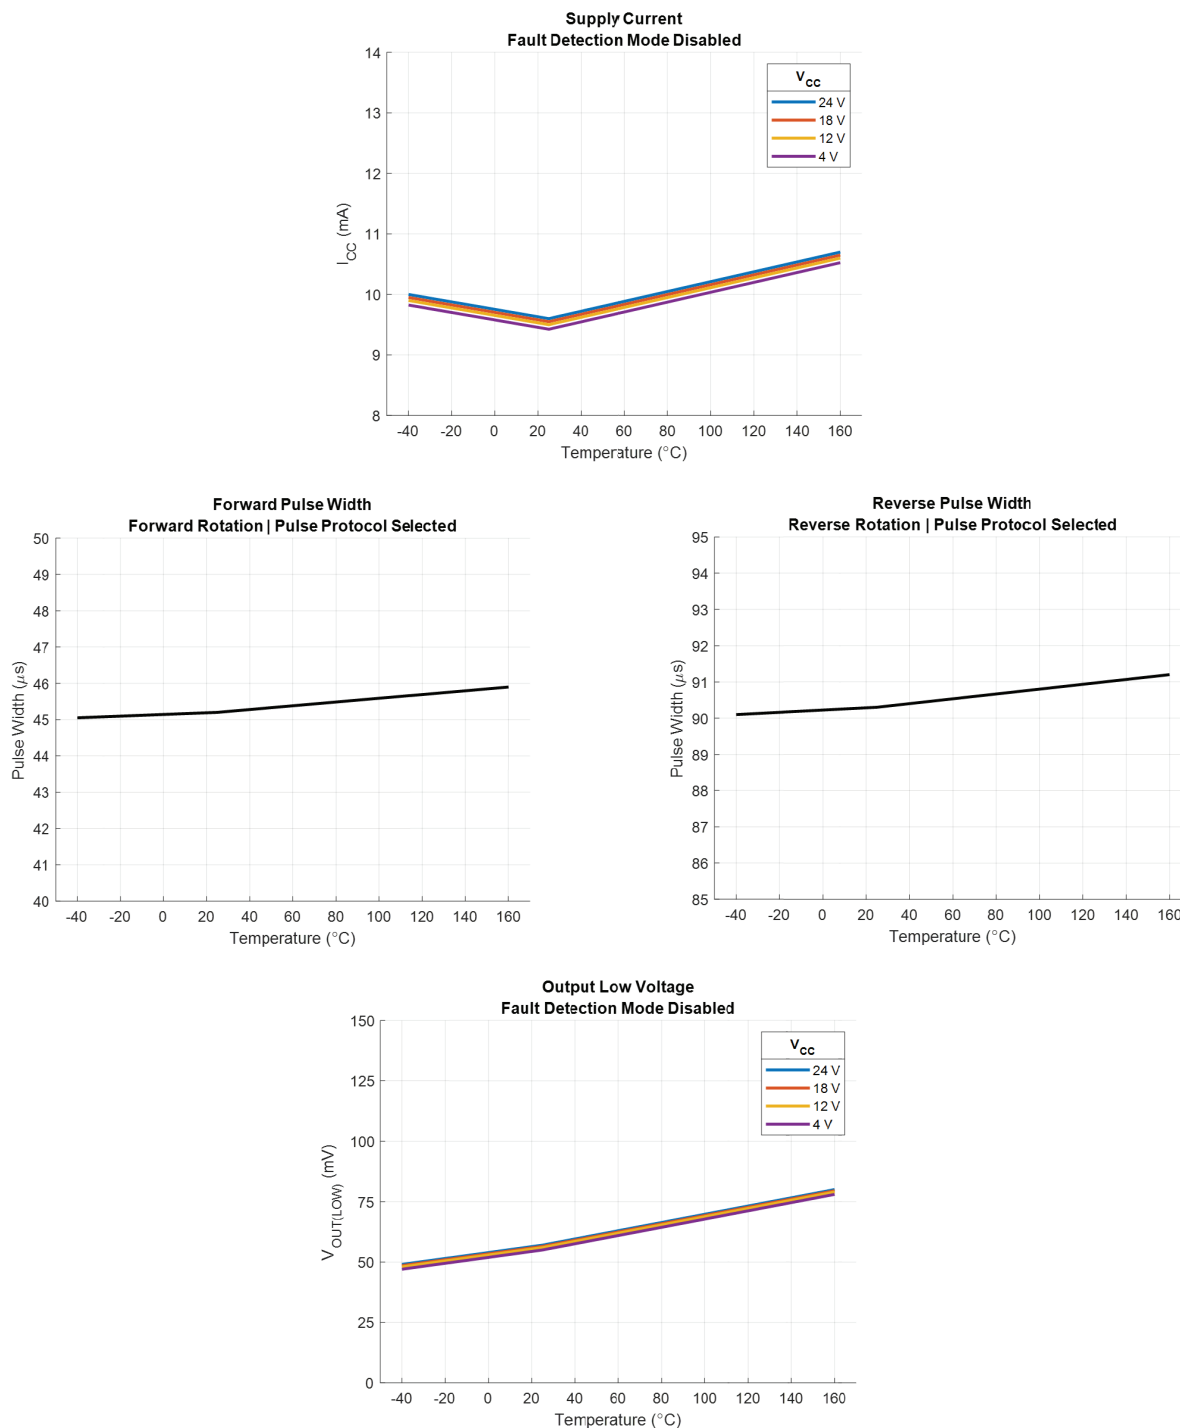 Supply Current
Fault Detection Mode Disabled
14
13
12
11
10
9
8
I_CC (mA)
V_CC
24 V
18 V
12 V
4 V
-40 -20 0 20 40 60 80 100 120 140 160
Temperature (°C)
Forward Pulse Width
Forward Rotation | Pulse Protocol Selected
50
49
48
47
46
45
44
43
42
41
40
Pulse Width (μs)
-40 -20 0 20 40 60 80 100 120 140 160
Temperature (°C)
Reverse Pulse Width
Reverse Rotation | Pulse Protocol Selected
95
94
93
92
91
90
89
88
87
86
85
Pulse Width (μs)
-40 -20 0 20 40 60 80 100 120 140 160
Temperature (°C)
Output Low Voltage
Fault Detection Mode Disabled
150
125
100
75
50
25
0
V_OUT(LOW) (mV)
V_CC
24 V
18 V
12 V
4 V
-40 -20 0 20 40 60 80 100 120 140 160
Temperature (°C)